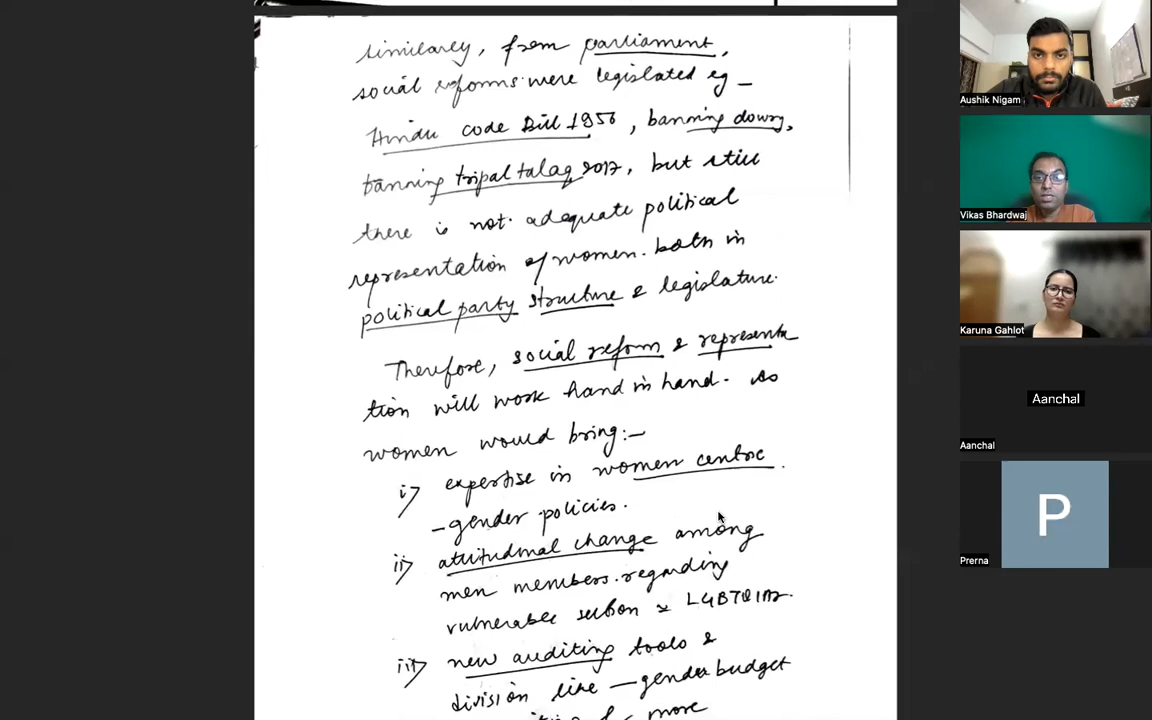 similarly, from parliament,
social reforms were legislated eg -
Hindu code Bill 1956, banning dowry,
banning tripal talaq 2017, but still
there is not adequate political
representation of women. both in
political party structure & legislature.
Therefore, social reform & representa
tion will work hand in hand. As
women would bring:-
i) expertise in women centric
- gender policies.
ii) attitudinal change among
men members. regarding
vulnerable section & LGBTQIA2.
iii) new auditing tools &
division like - gender budget
more
Aushik Nigam
Vikas Bhardwaj
Karuna Gahlot
Aanchal
Aanchal
P
Prerna